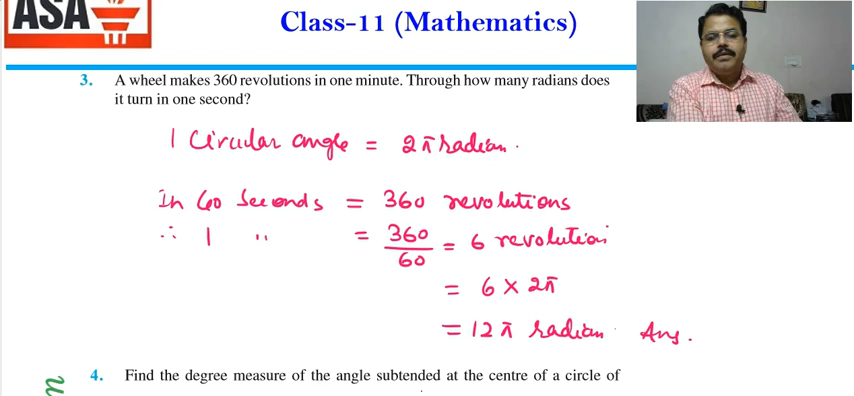 ASA
Class-11 (Mathematics)
3. A wheel makes 360 revolutions in one minute. Through how many radians does
it turn in one second?
1 Circular angle = 2π radian.
In 60 Seconds = 360 revolutions
∴ 1 " = 360/60 = 6 revolution
= 6 × 2π
= 12π radian. Ans.
4. Find the degree measure of the angle subtended at the centre of a circle of